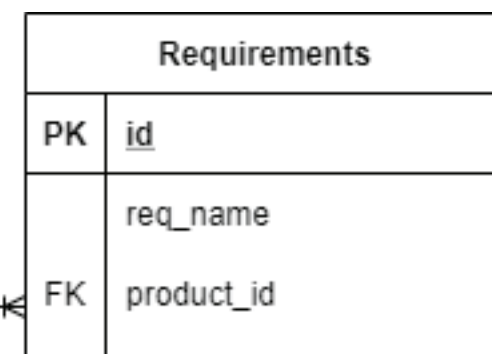 Requirements
PK id
req_name
FK product_id